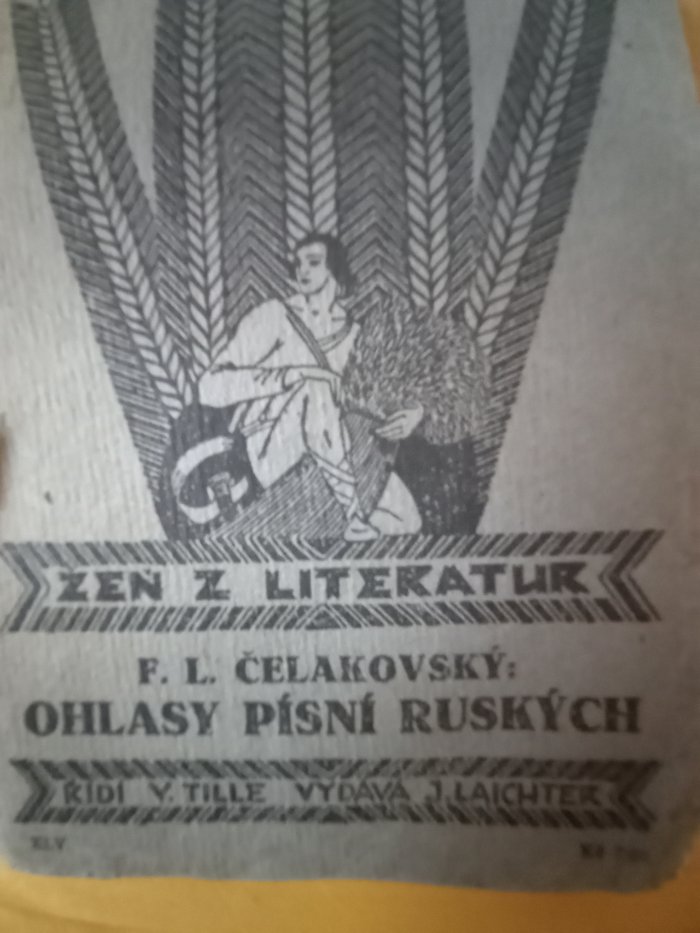 ŽEŇ Z LITERATUR
F. L. ČELAKOVSKÝ:
OHLASY PÍSNÍ RUSKÝCH
ŘÍDÍ V. TILLE VYDÁVÁ J. LAICHTER
XLV